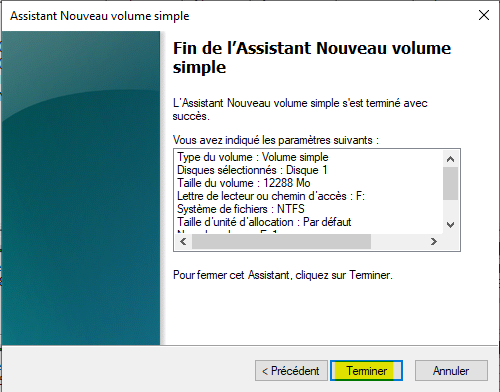 Assistant Nouveau volume simple
Fin de l'Assistant Nouveau volume
simple
L'Assistant Nouveau volume simple s'est terminé avec
succès.
Vous avez indiqué les paramètres suivants :
Type du volume : Volume simple
Disques sélectionnés : Disque 1
Taille du volume : 12288 Mo
Lettre de lecteur ou chemin d'accès : F:
Système de fichiers : NTFS
Taille d'unité d'allocation : Par défaut
Pour fermer cet Assistant, cliquez sur Terminer.
< Précédent
Terminer
Annuler